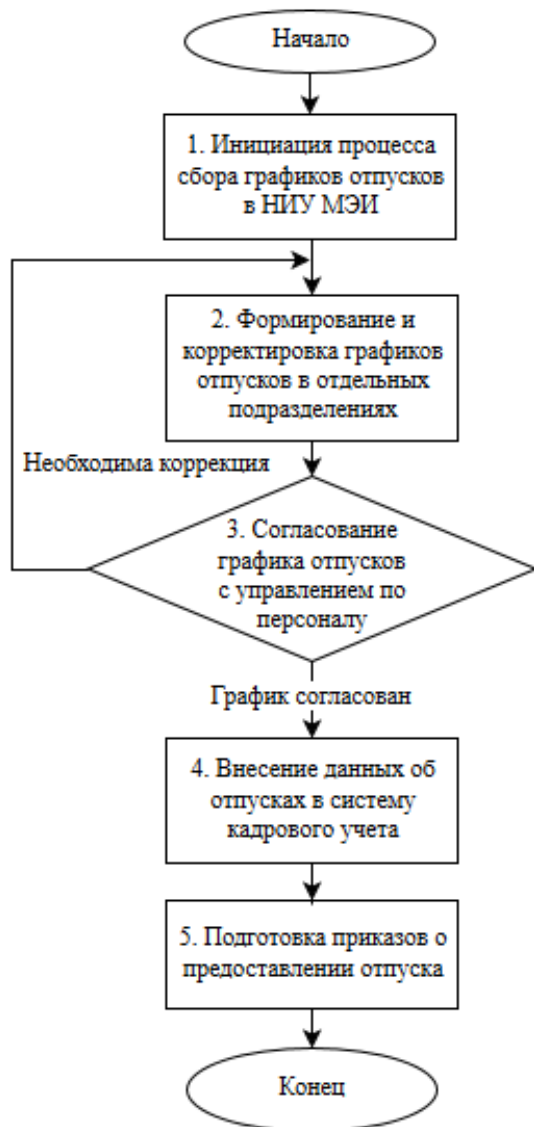 Начало
1. Инициация процесса
сбора графиков отпусков
в НИУ МЭИ
2. Формирование и
корректировка графиков
отпусков в отдельных
подразделениях
Необходима коррекция
3. Согласование
графика отпусков
с управлением по
персоналу
График согласован
4. Внесение данных об
отпусках в систему
кадрового учета
5. Подготовка приказов о
предоставлении отпуска
Конец